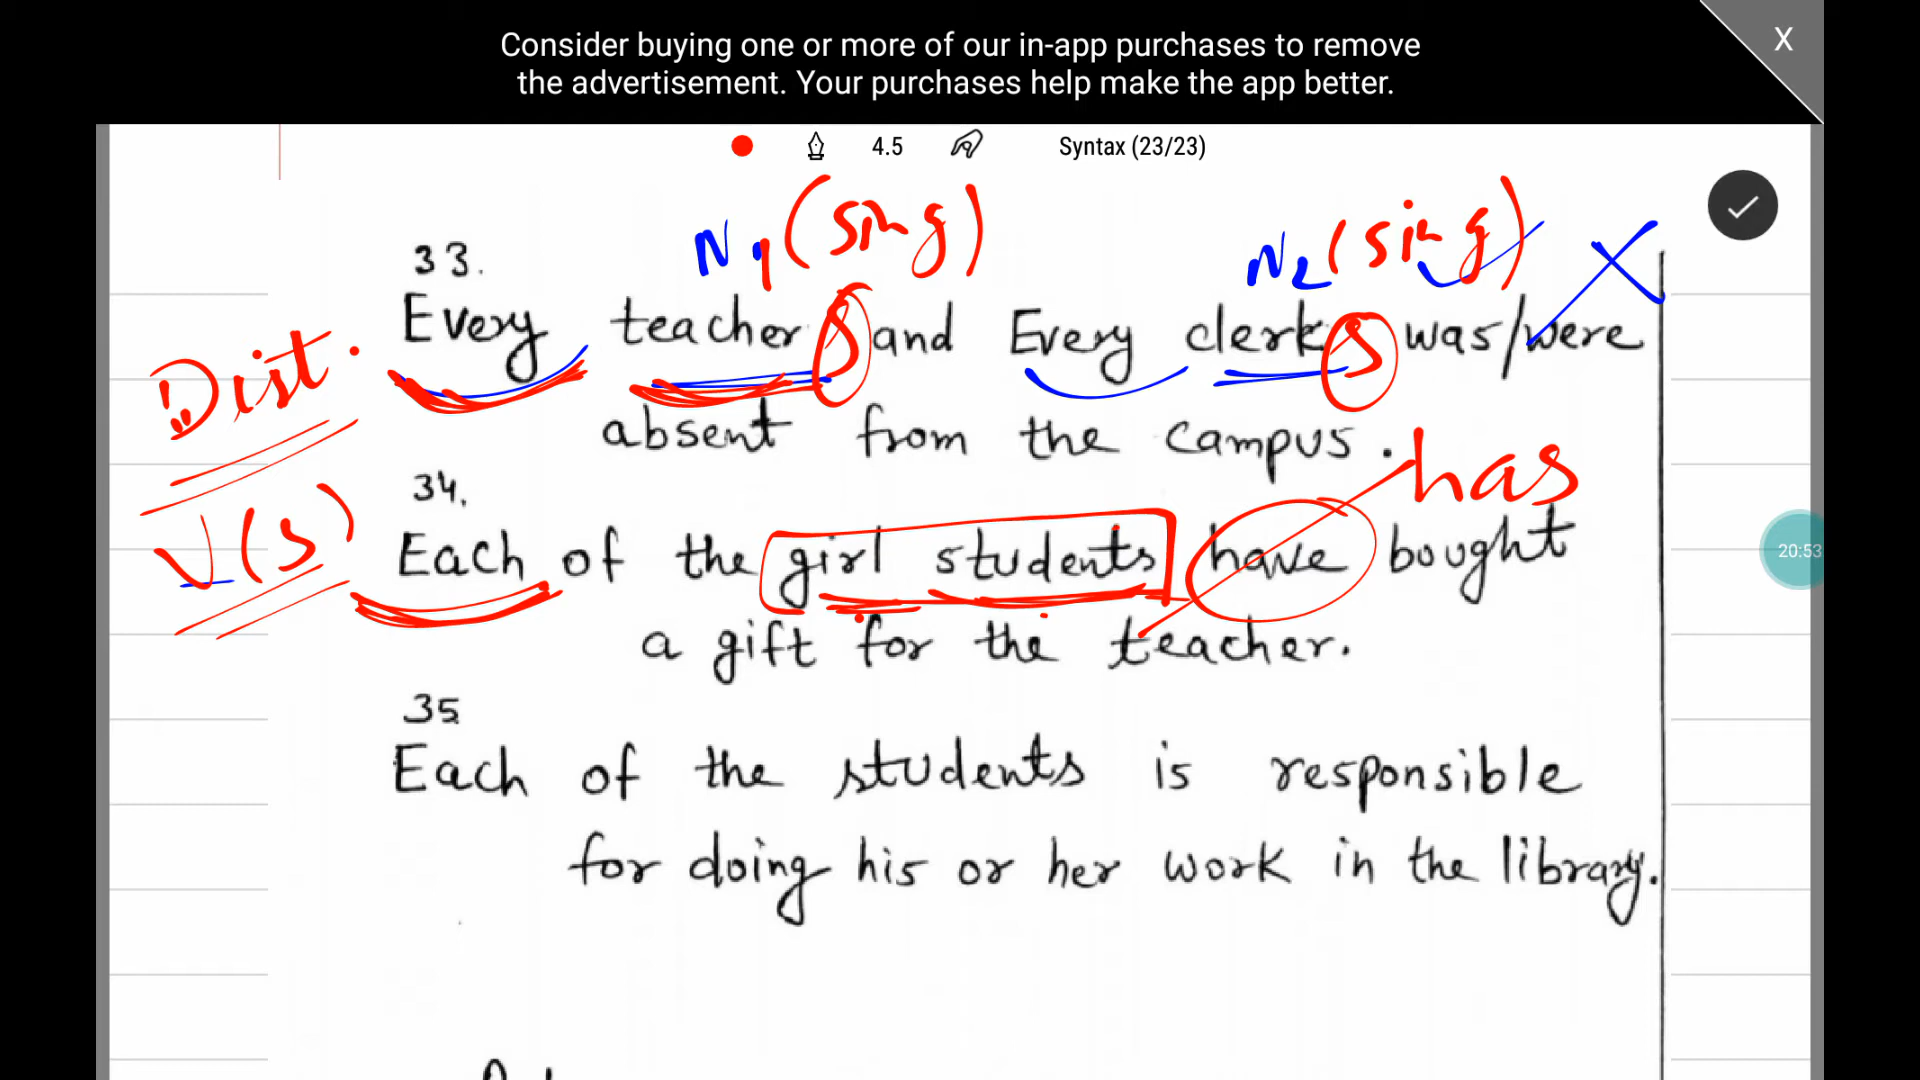 Consider buying one or more of our in-app purchases to remove
the advertisement. Your purchases help make the app better.
X
4.5 Syntax (23/23)
N1 (sing) N2 (sing)
33.
Every teacher s and Every clerk s was/were
Dist.
absent from the campus.
has
34.
V(s)
Each of the girl students have bought
20:53
a gift for the teacher.
35
Each of the students is responsible
for doing his or her work in the library.